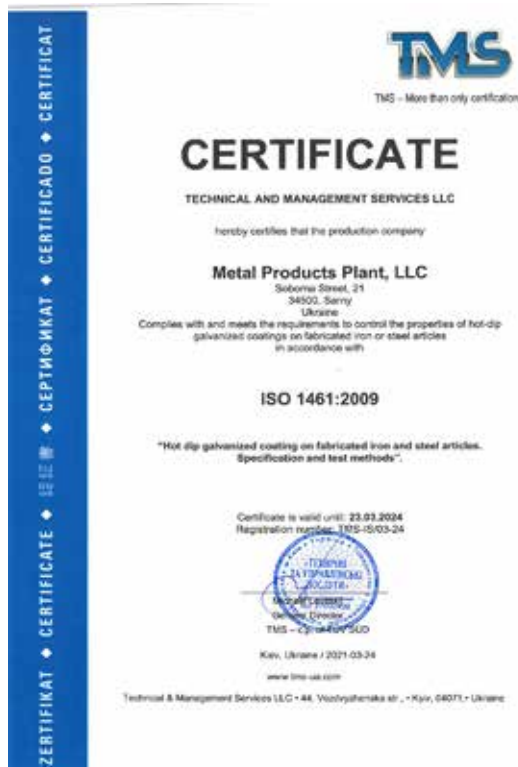 TMS
TMS – More than only certification
CERTIFICATE
TECHNICAL AND MANAGEMENT SERVICES LLC
hereby certifies that the production company
Metal Products Plant, LLC
Soborna Street, 21
34500, Sarny
Ukraine
Complies with and meets the requirements to control the properties of hot-dip
galvanized coatings on fabricated iron or steel articles
in accordance with
ISO 1461:2009
"Hot dip galvanized coating on fabricated iron and steel articles.
Specification and test methods".
Certificate is valid until: 23.03.2024
Registration number: TMS-IS/03-24
General Director
TMS –
Kiev, Ukraine / 2021-03-24
www.tms-ua.com
Technical & Management Services LLC • 44, Vozdvyzhenska str., • Kyiv, 04071, • Ukraine
ZERTIFIKAT ◆ CERTIFICATE ◆ ◆ СЕРТИФИКАТ ◆ CERTIFICADO ◆ CERTIFICAT